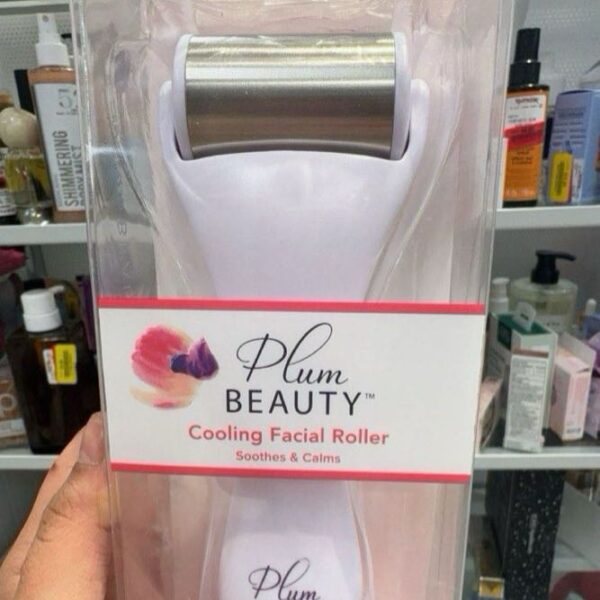 Plum
BEAUTY™
Cooling Facial Roller
Soothes & Calms
Plum
SHIMMERING